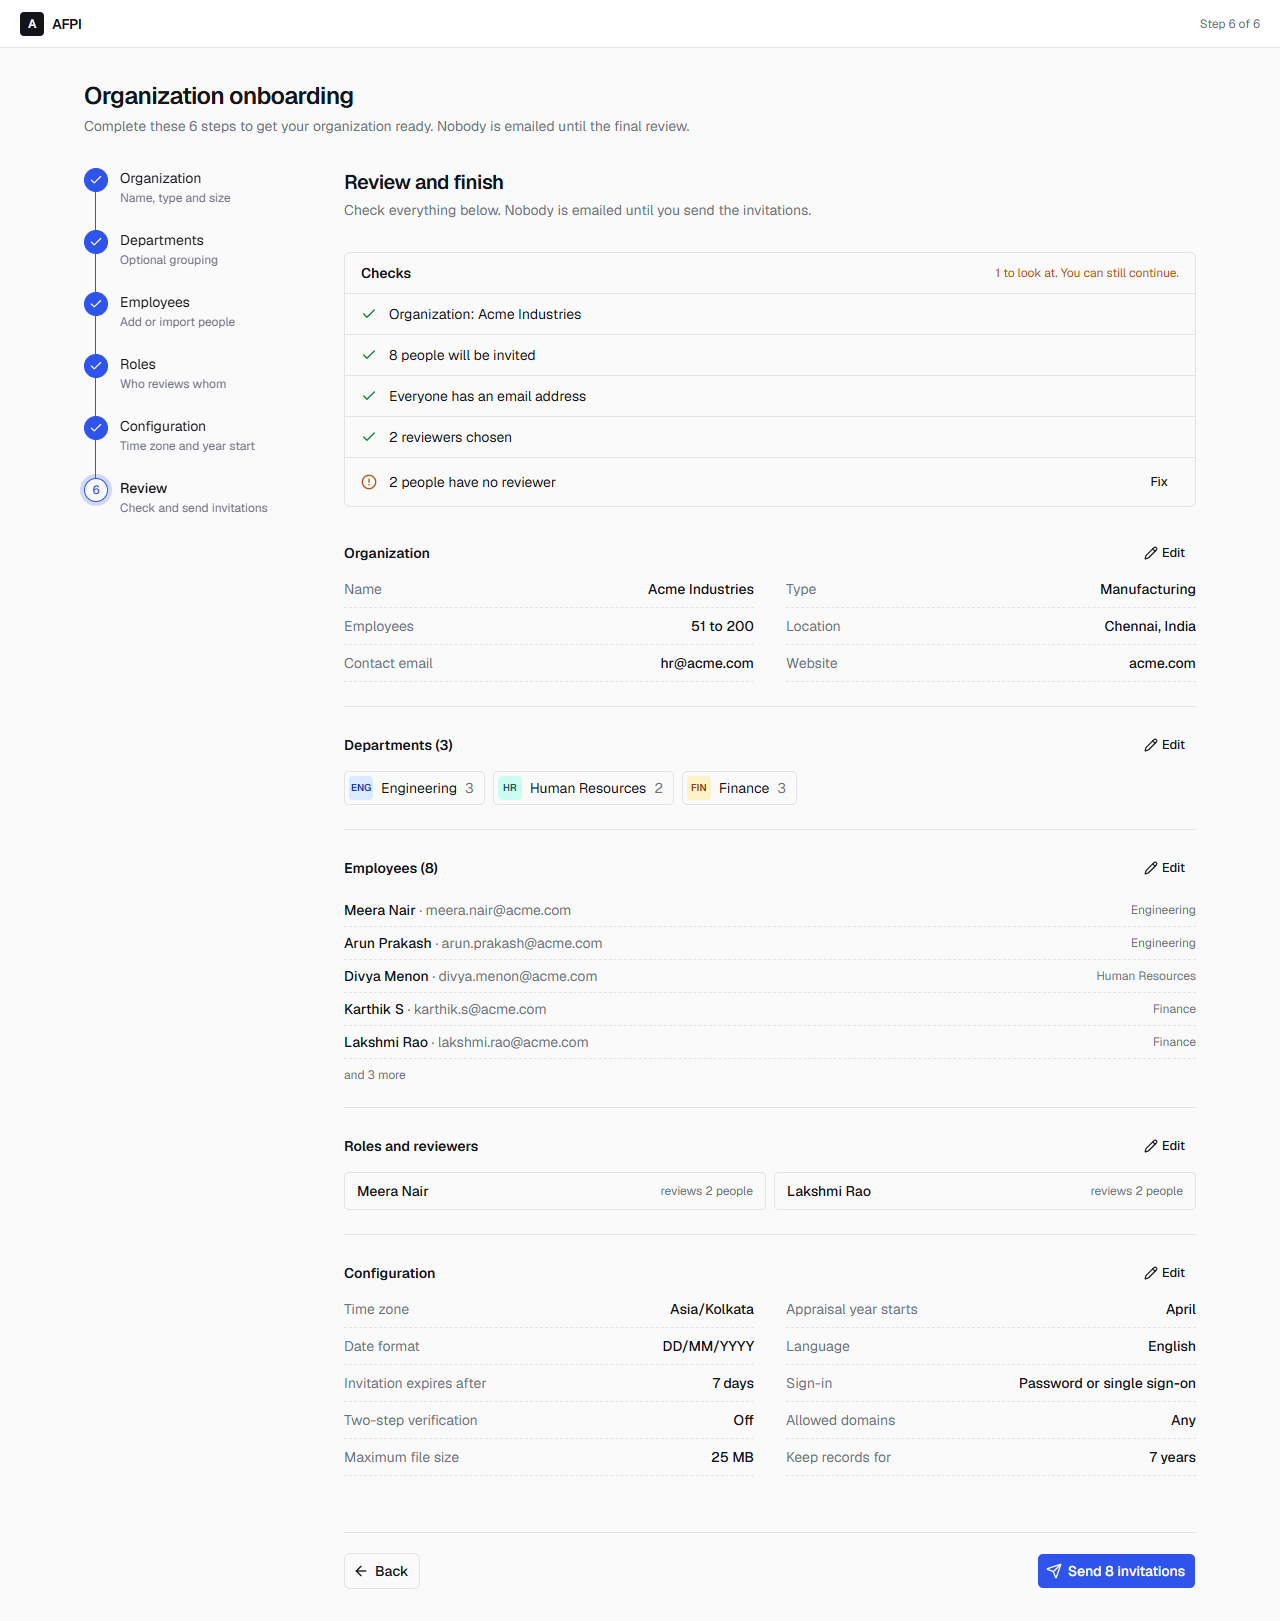 A AFPI
Step 6 of 6
Organization onboarding
Complete these 6 steps to get your organization ready. Nobody is emailed until the final review.
Organization
Name, type and size
Departments
Optional grouping
Employees
Add or import people
Roles
Who reviews whom
Configuration
Time zone and year start
6 Review
Check and send invitations
Review and finish
Check everything below. Nobody is emailed until you send the invitations.
Checks 1 to look at. You can still continue.
Organization: Acme Industries
8 people will be invited
Everyone has an email address
2 reviewers chosen
2 people have no reviewer Fix
Organization Edit
Name Acme Industries Type Manufacturing
Employees 51 to 200 Location Chennai, India
Contact email hr@acme.com Website acme.com
Departments (3) Edit
ENG Engineering 3 HR Human Resources 2 FIN Finance 3
Employees (8) Edit
Meera Nair · meera.nair@acme.com Engineering
Arun Prakash · arun.prakash@acme.com Engineering
Divya Menon · divya.menon@acme.com Human Resources
Karthik S · karthik.s@acme.com Finance
Lakshmi Rao · lakshmi.rao@acme.com Finance
and 3 more
Roles and reviewers Edit
Meera Nair reviews 2 people Lakshmi Rao reviews 2 people
Configuration Edit
Time zone Asia/Kolkata Appraisal year starts April
Date format DD/MM/YYYY Language English
Invitation expires after 7 days Sign-in Password or single sign-on
Two-step verification Off Allowed domains Any
Maximum file size 25 MB Keep records for 7 years
Back Send 8 invitations